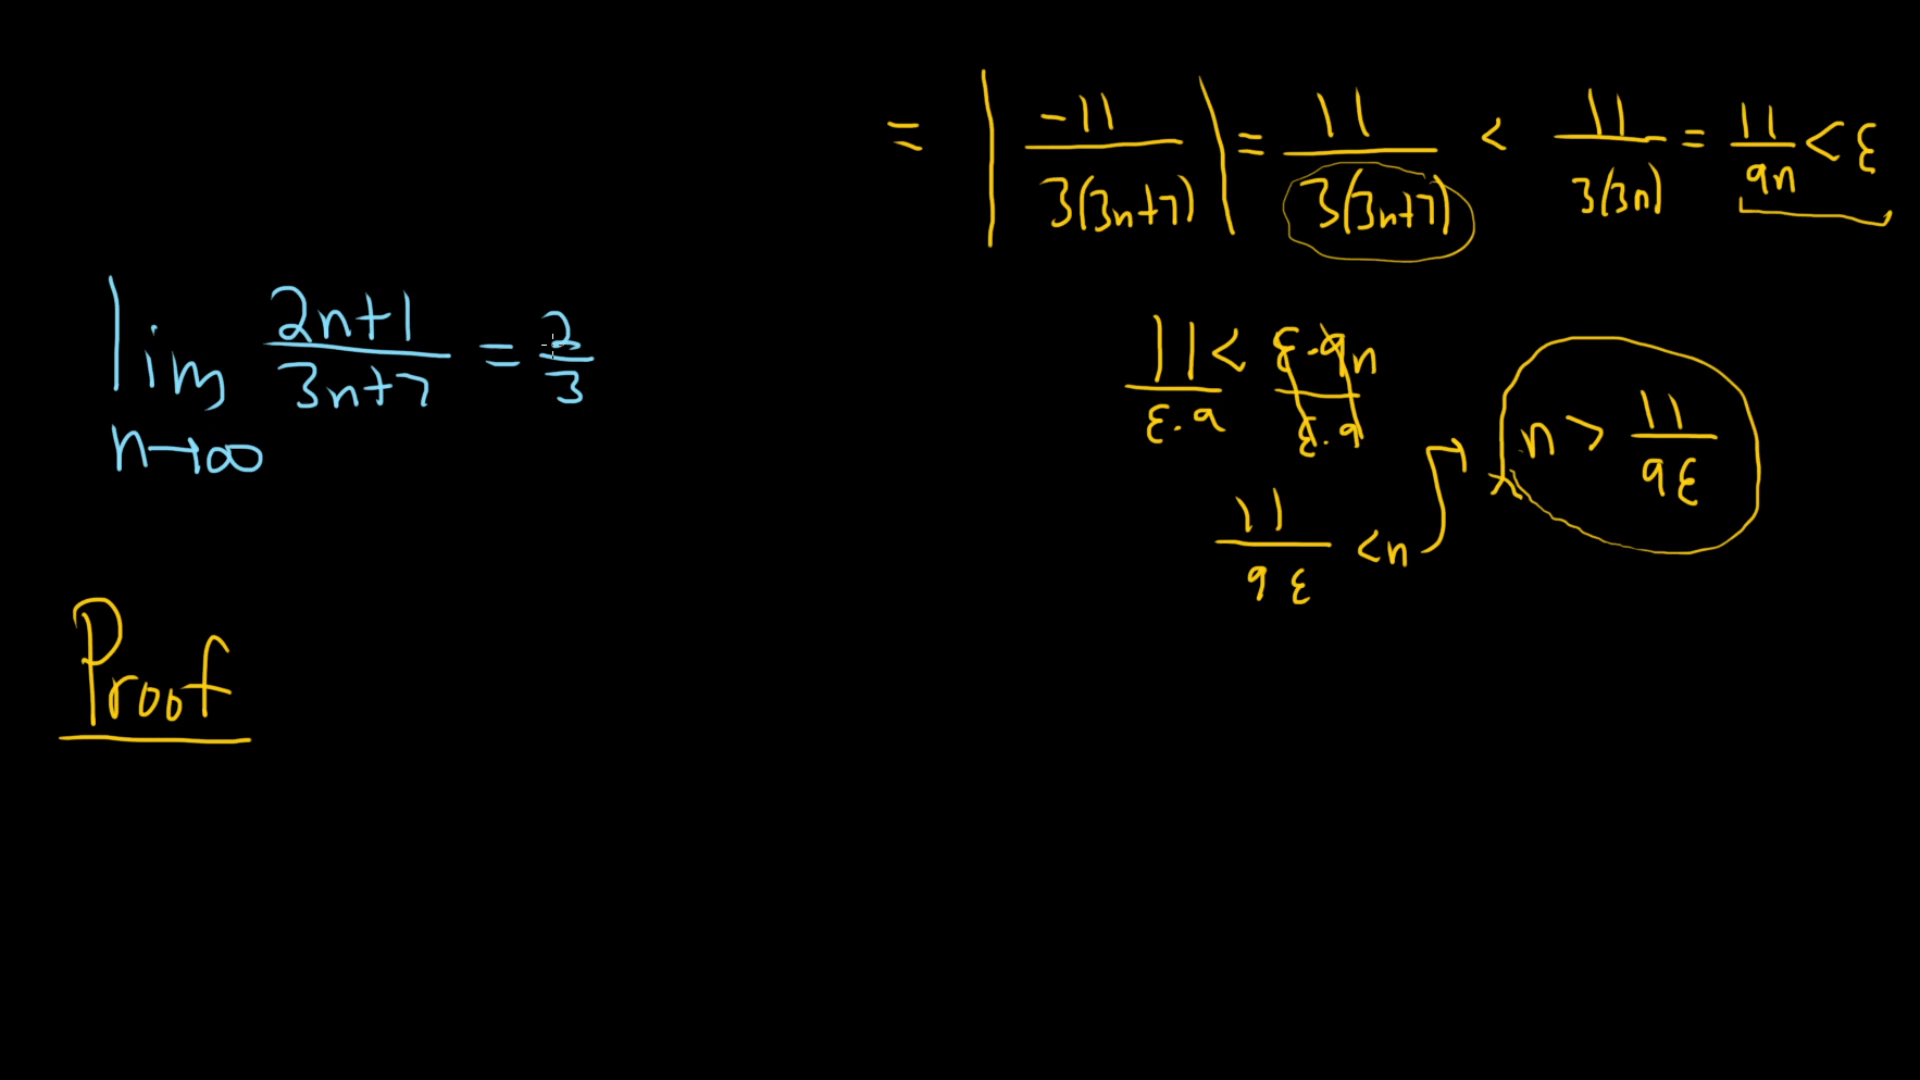 = | -11 / 3(3n+7) | = 11 / 3(3n+7) < 11 / 3(3n) = 11 / 9n < ε
lim n→∞ 2n+1 / 3n+7 = 2/3
11 / ε·9 < ε·9n / ε·9
n > 11 / 9ε
11 / 9ε < n
Proof